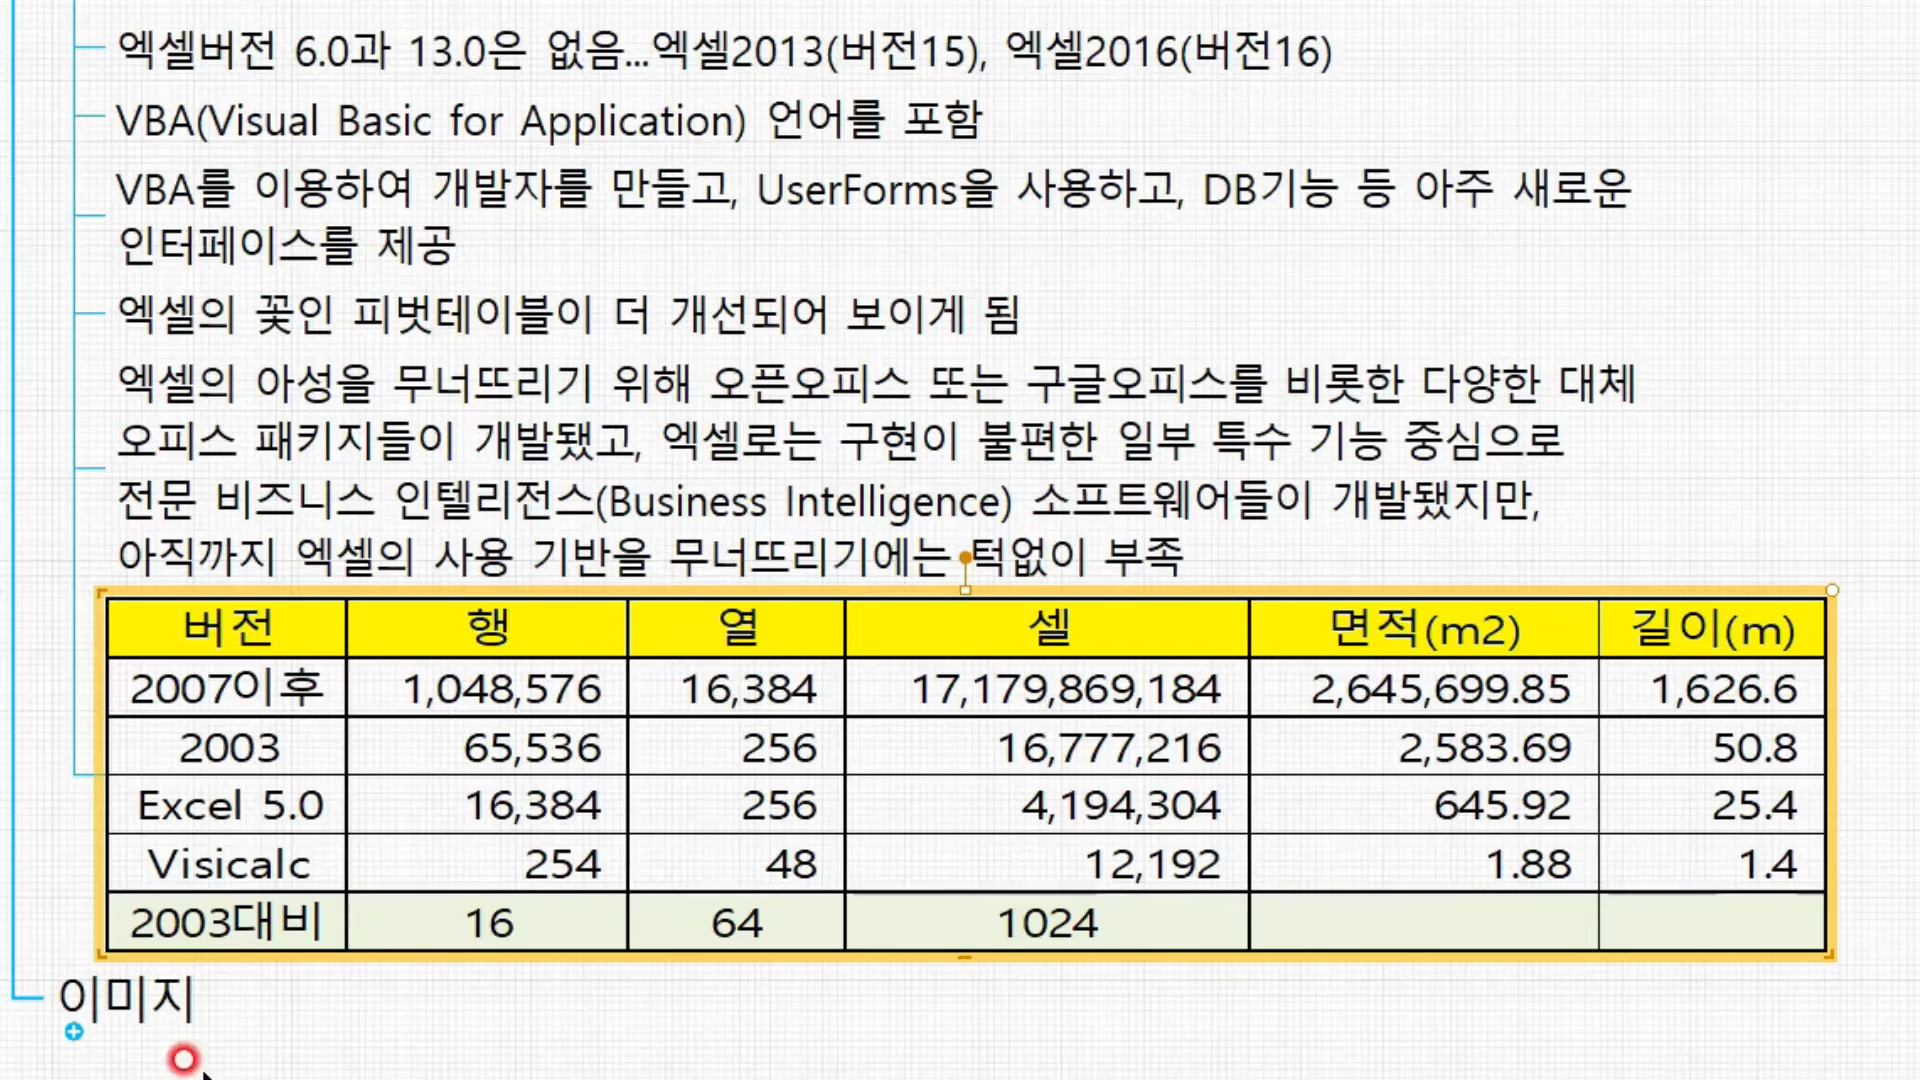 엑셀버전 6.0과 13.0은 없음...엑셀2013(버전15), 엑셀2016(버전16)
VBA(Visual Basic for Application) 언어를 포함
VBA를 이용하여 개발자를 만들고, UserForms을 사용하고, DB기능 등 아주 새로운
인터페이스를 제공
엑셀의 꽃인 피벗테이블이 더 개선되어 보이게 됨
엑셀의 아성을 무너뜨리기 위해 오픈오피스 또는 구글오피스를 비롯한 다양한 대체
오피스 패키지들이 개발됐고, 엑셀로는 구현이 불편한 일부 특수 기능 중심으로
전문 비즈니스 인텔리전스(Business Intelligence) 소프트웨어들이 개발됐지만,
아직까지 엑셀의 사용 기반을 무너뜨리기에는 턱없이 부족
버전 행 열 셀 면적(m2) 길이(m)
2007이후 1,048,576 16,384 17,179,869,184 2,645,699.85 1,626.6
2003 65,536 256 16,777,216 2,583.69 50.8
Excel 5.0 16,384 256 4,194,304 645.92 25.4
Visicalc 254 48 12,192 1.88 1.4
2003대비 16 64 1024
이미지